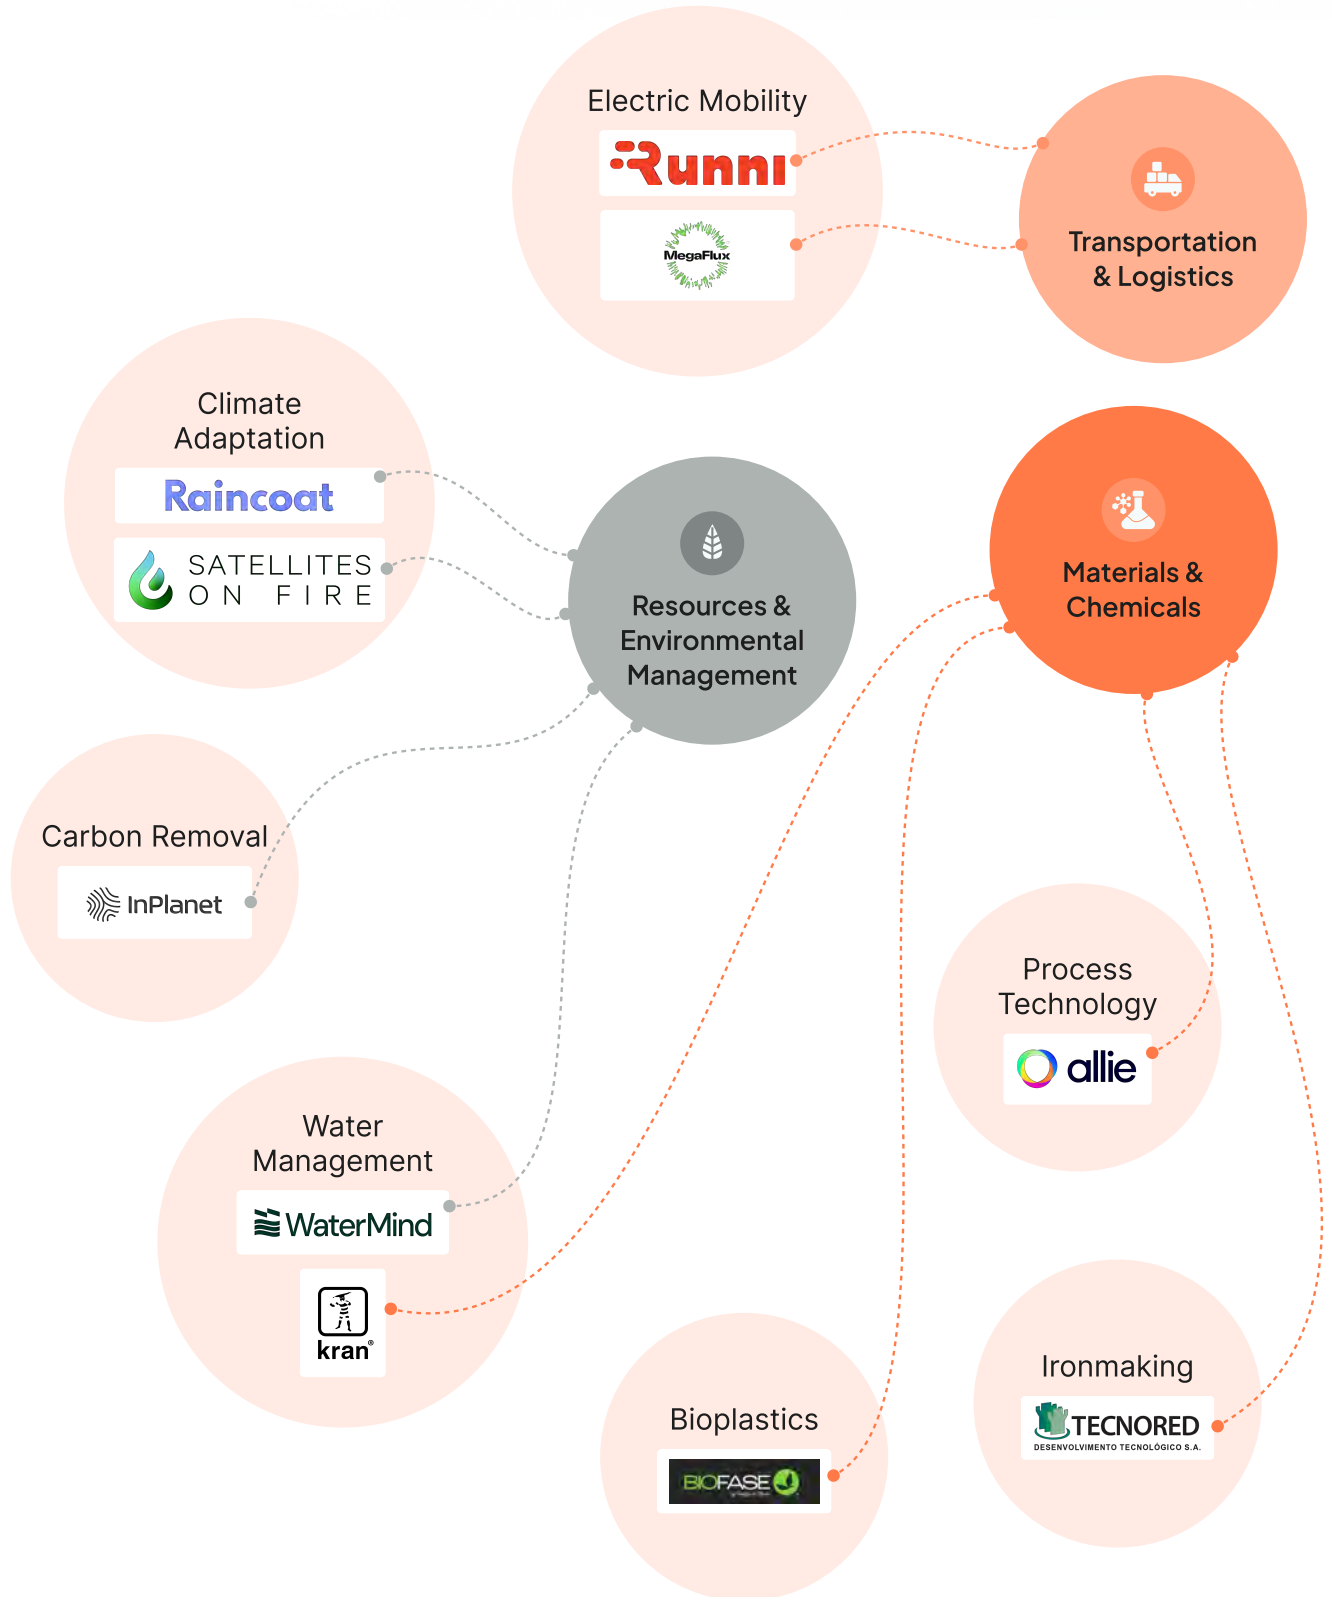 Electric Mobility
Runni
MegaFlux
Transportation
& Logistics
Climate
Adaptation
Raincoat
SATELLITES
ON FIRE
Resources &
Environmental
Management
Materials &
Chemicals
Carbon Removal
InPlanet
Process
Technology
allie
Water
Management
WaterMind
kran®
Bioplastics
BIOFASE
Ironmaking
TECNORED
DESENVOLVIMENTO TECNOLÓGICO S.A.